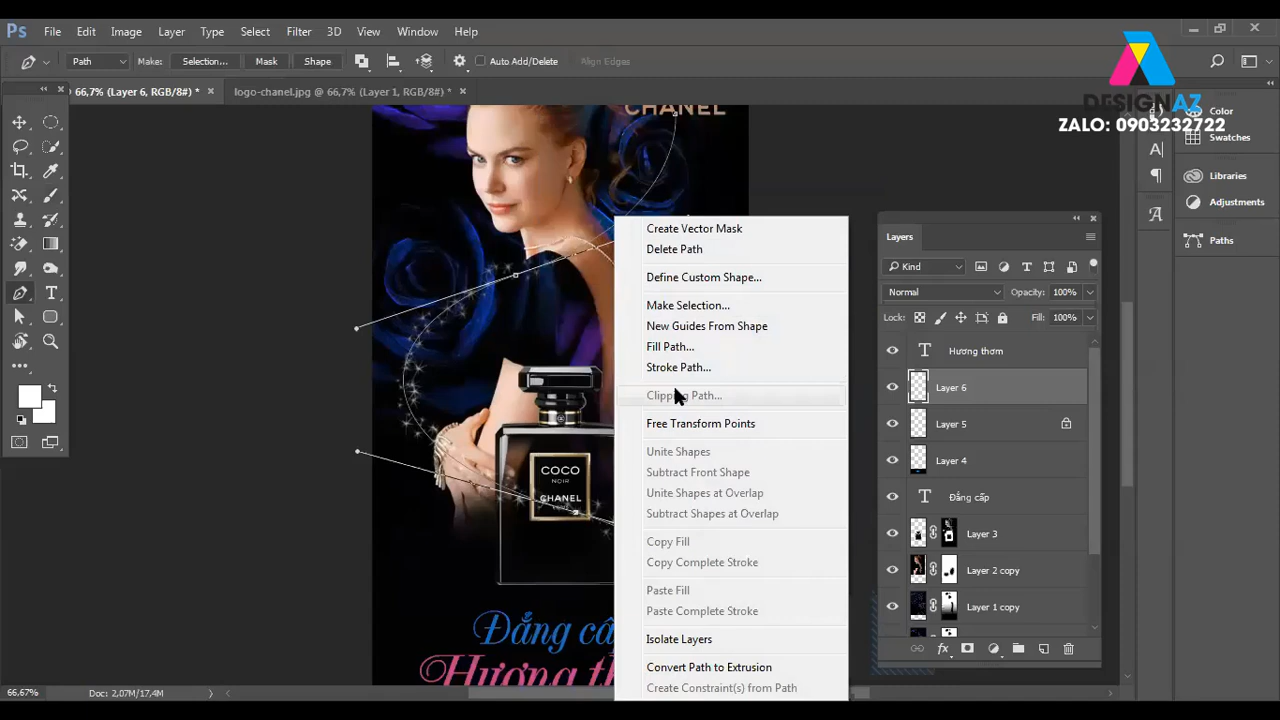 Ps File Edit Image Layer Type Select Filter 3D View Window Help
Path Make: Selection... Mask Shape Auto Add/Delete Align Edges
66,7% (Layer 6, RGB/8#) * × logo-chanel.jpg @ 66,7% (Layer 1, RGB/8#) * ×
DESIGNAZ
ZALO: 0903232722
CHANEL
Color
Swatches
Libraries
Adjustments
Paths
Create Vector Mask
Delete Path
Define Custom Shape...
Make Selection...
New Guides From Shape
Fill Path...
Stroke Path...
Clipping Path...
Free Transform Points
Unite Shapes
Subtract Front Shape
Unite Shapes at Overlap
Subtract Shapes at Overlap
Copy Fill
Copy Complete Stroke
Paste Fill
Paste Complete Stroke
Isolate Layers
Convert Path to Extrusion
Create Constraint(s) from Path
Layers
Kind
Normal Opacity: 100%
Lock: Fill: 100%
Hương thơm
Layer 6
Layer 5
Layer 4
Đẳng cấp
Layer 3
Layer 2 copy
Layer 1 copy
COCO
NOIR
CHANEL
Đẳng cấ
Hương th
66.67% Doc: 2,07M/17,4M